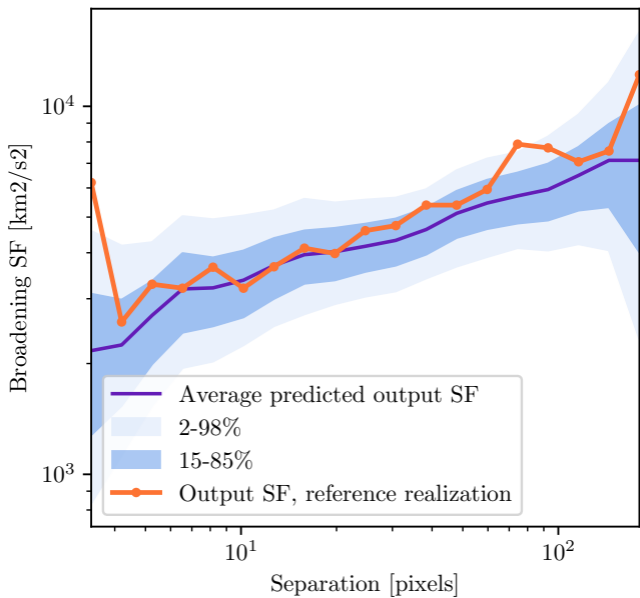 Broadening SF [km2/s2]
10^4
10^3
Average predicted output SF
2-98%
15-85%
Output SF, reference realization
10^1
10^2
Separation [pixels]